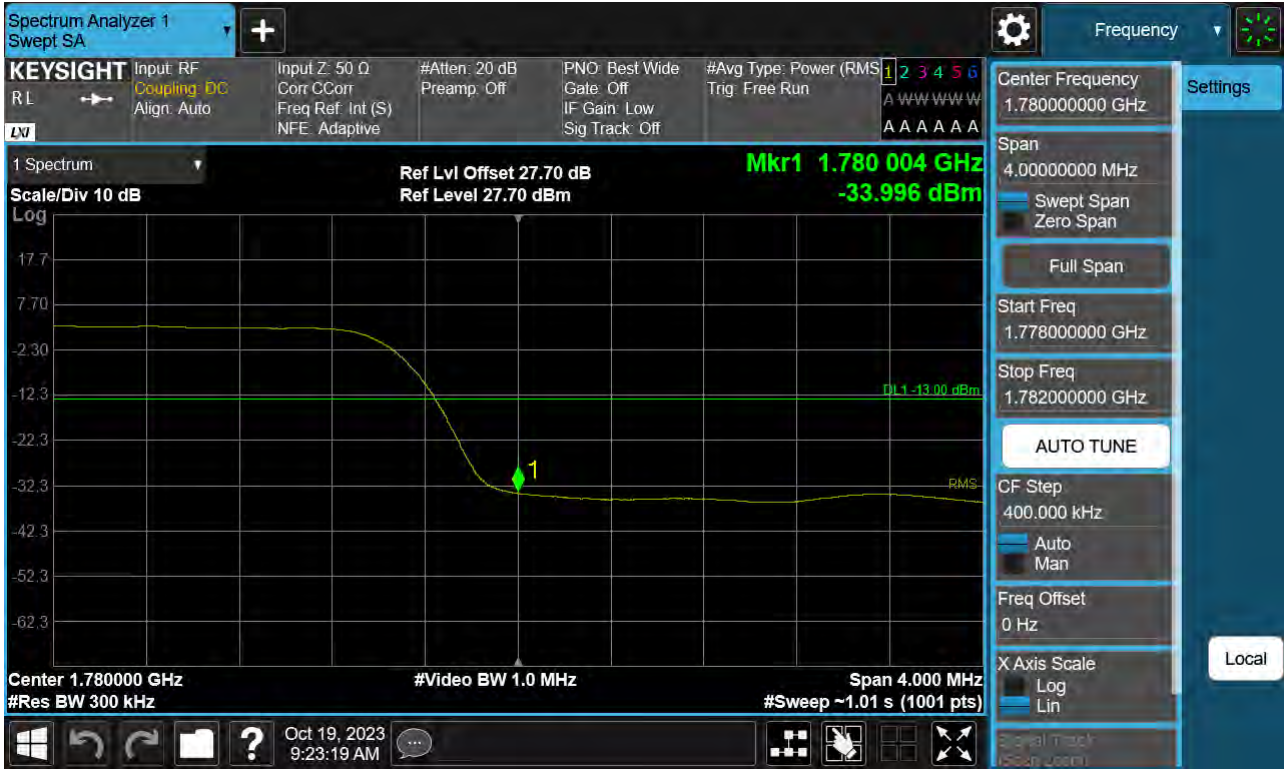 Spectrum Analyzer 1
Swept SA
+
Frequency
KEYSIGHT
RL
LXI
Input: RF
Coupling: DC
Align: Auto
Input Z: 50 Ω
Corr CCorr
Freq Ref: Int (S)
NFE: Adaptive
#Atten: 20 dB
Preamp: Off
PNO: Best Wide
Gate: Off
IF Gain: Low
Sig Track: Off
#Avg Type: Power (RMS
Trig: Free Run
1 2 3 4 5 6
A W W W W W
A A A A A A
1 Spectrum
Scale/Div 10 dB
Log
Ref Lvl Offset 27.70 dB
Ref Level 27.70 dBm
Mkr1 1.780 004 GHz
-33.996 dBm
17.7
7.70
-2.30
-12.3
-22.3
-32.3
-42.3
-52.3
-62.3
DL1 -13.00 dBm
1
RMS
Center 1.780000 GHz
#Res BW 300 kHz
#Video BW 1.0 MHz
Span 4.000 MHz
#Sweep ~1.01 s (1001 pts)
Center Frequency
1.780000000 GHz
Span
4.00000000 MHz
Swept Span
Zero Span
Full Span
Start Freq
1.778000000 GHz
Stop Freq
1.782000000 GHz
AUTO TUNE
CF Step
400.000 kHz
Auto
Man
Freq Offset
0 Hz
X Axis Scale
Log
Lin
Signal Track
(Span Zoom)
Settings
Local
?
Oct 19, 2023
9:23:19 AM